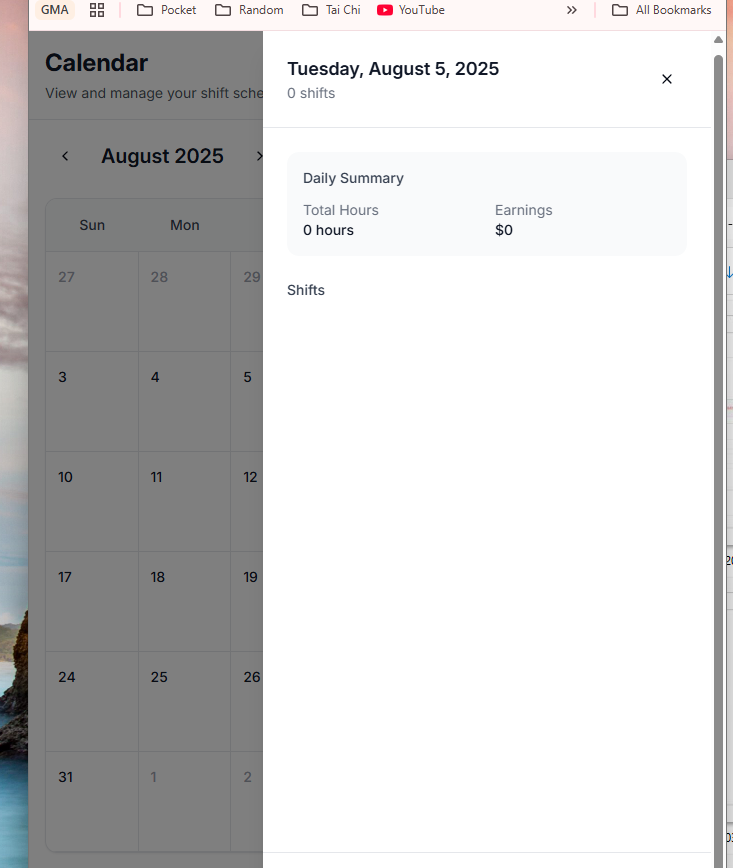 GMA Pocket Random Tai Chi YouTube » All Bookmarks
Calendar
View and manage your shift sche
August 2025
Sun Mon
27 28 29
3 4 5
10 11 12
17 18 19
24 25 26
31 1 2
Tuesday, August 5, 2025
0 shifts
Daily Summary
Total Hours Earnings
0 hours $0
Shifts